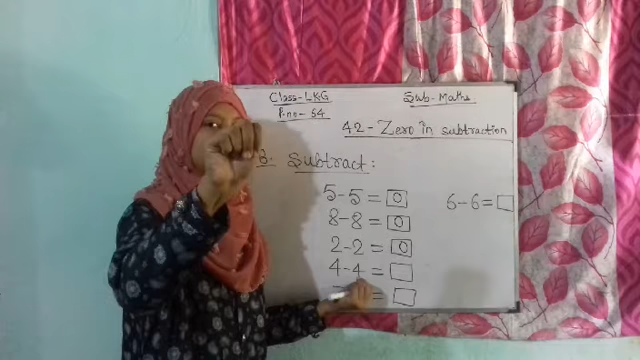 Class-LKG
P.no-54
Sub-Maths
42-Zero in subtraction
B. Subtract:
5-5=0
8-8=0
2-2=0
4-4=
=
6-6=